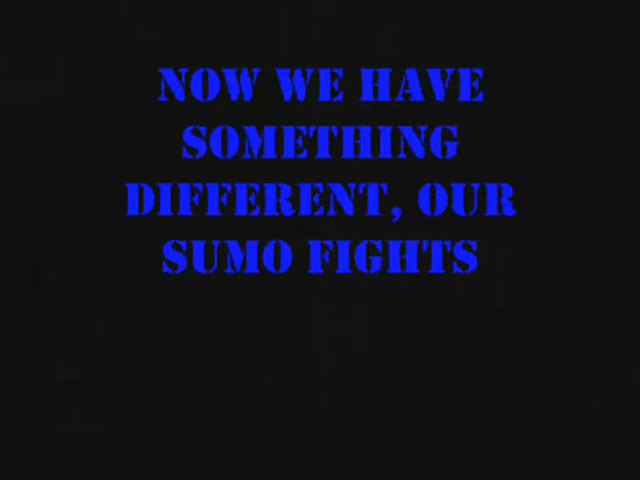 NOW WE HAVE
SOMETHING
DIFFERENT, OUR
SUMO FIGHTS